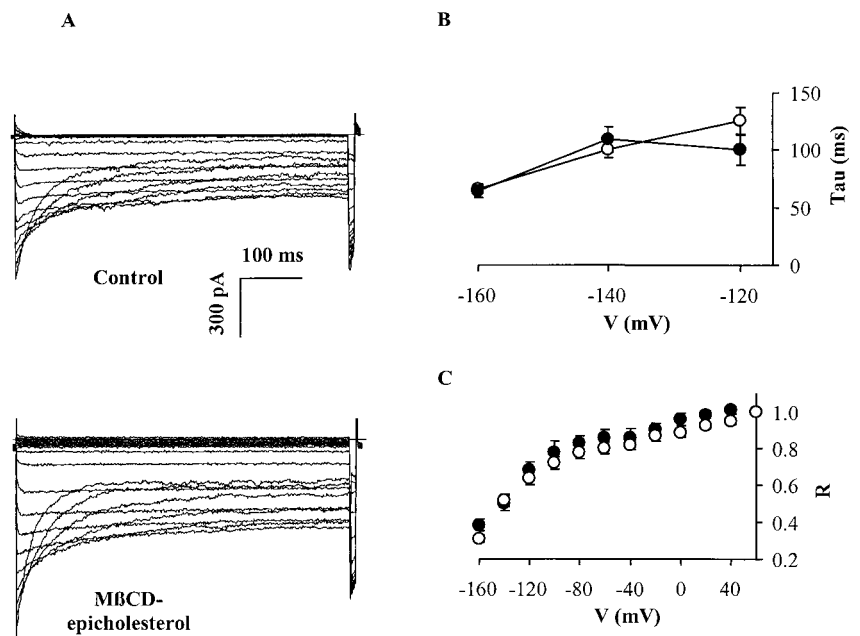 A
Control
100 ms
300 pA
MßCD-
epicholesterol
B
150
100
50
0
Tau (ms)
-160
-140
-120
V (mV)
C
1.0
0.8
0.6
0.4
0.2
R
-160 -120 -80 -40 0 40
V (mV)